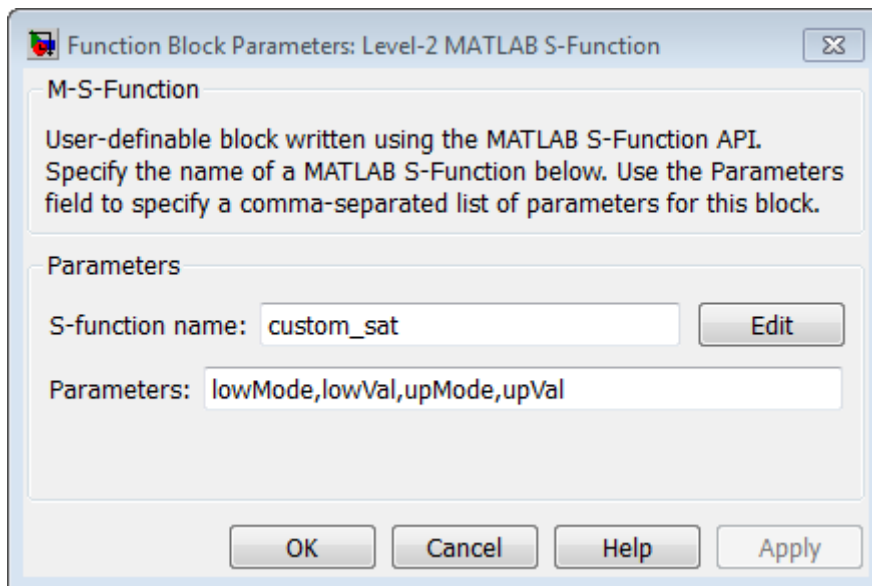 Function Block Parameters: Level-2 MATLAB S-Function
M-S-Function
User-definable block written using the MATLAB S-Function API.
Specify the name of a MATLAB S-Function below. Use the Parameters
field to specify a comma-separated list of parameters for this block.
Parameters
S-function name: custom_sat Edit
Parameters: lowMode,lowVal,upMode,upVal
OK Cancel Help Apply